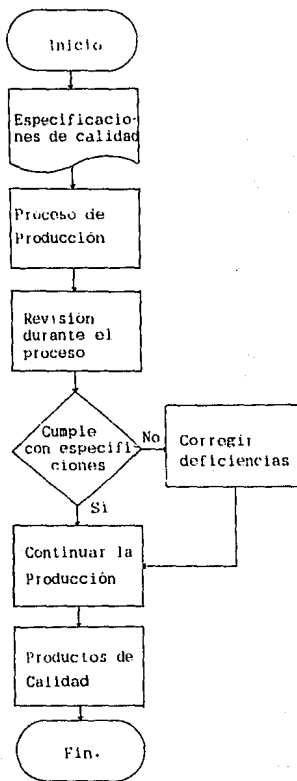 Inicio
Especificacio-
nes de calidad
Proceso de
Producción
Revisión
durante el
proceso
Cumple
con especifi
ciones
No
Corregir
deficiencias
Sí
Continuar la
Producción
Productos de
Calidad
Fin.